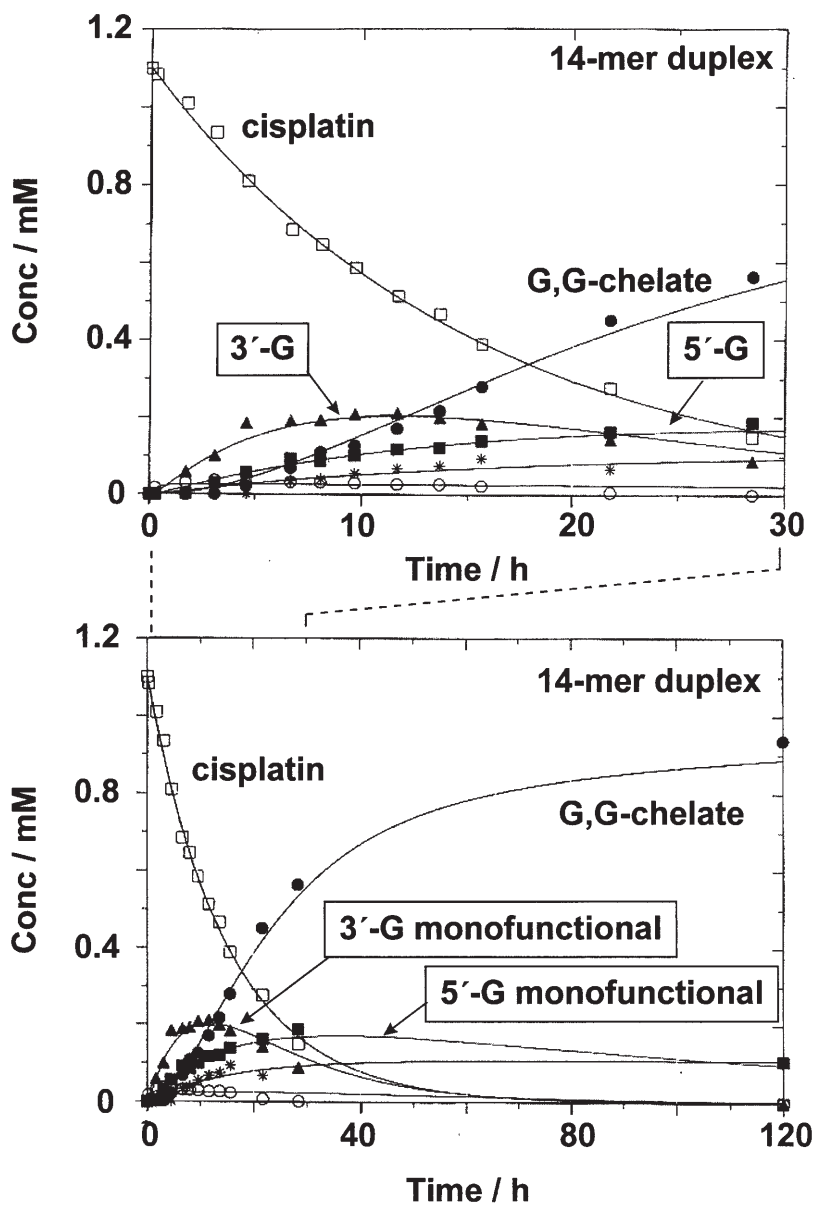 1.2
14-mer duplex
cisplatin
0.8
Conc / mM
G,G-chelate
0.4
3´-G
5´-G
0
0 10 20 30
Time / h
1.2
14-mer duplex
cisplatin
0.8
G,G-chelate
Conc / mM
3´-G monofunctional
0.4
5´-G monofunctional
0
0 40 80 120
Time / h